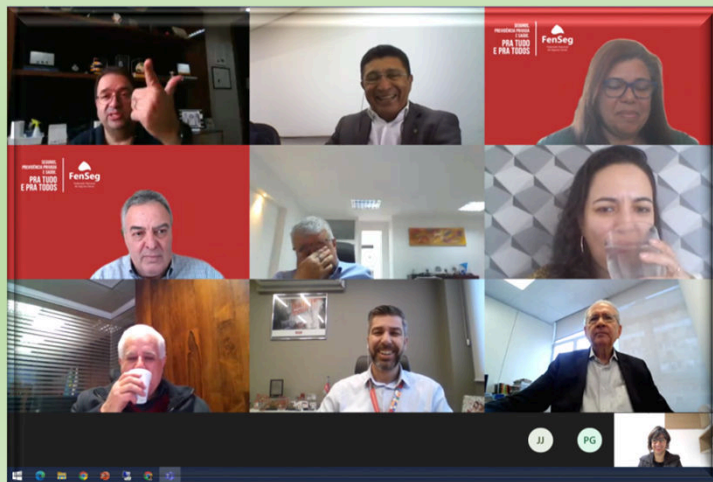 SEGUROS,
PREVIDÊNCIA PRIVADA
E SAÚDE.
PRA TUDO
E PRA TODOS
FenSeg
SEGUROS,
PREVIDÊNCIA PRIVADA
E SAÚDE.
PRA TUDO
E PRA TODOS
FenSeg
JJ
PG